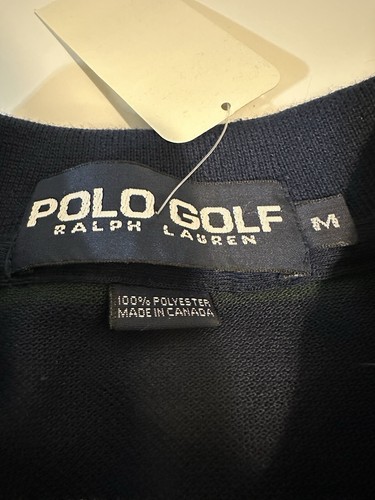 POLO GOLF
RALPH LAUREN
M
100% POLYESTER
MADE IN CANADA